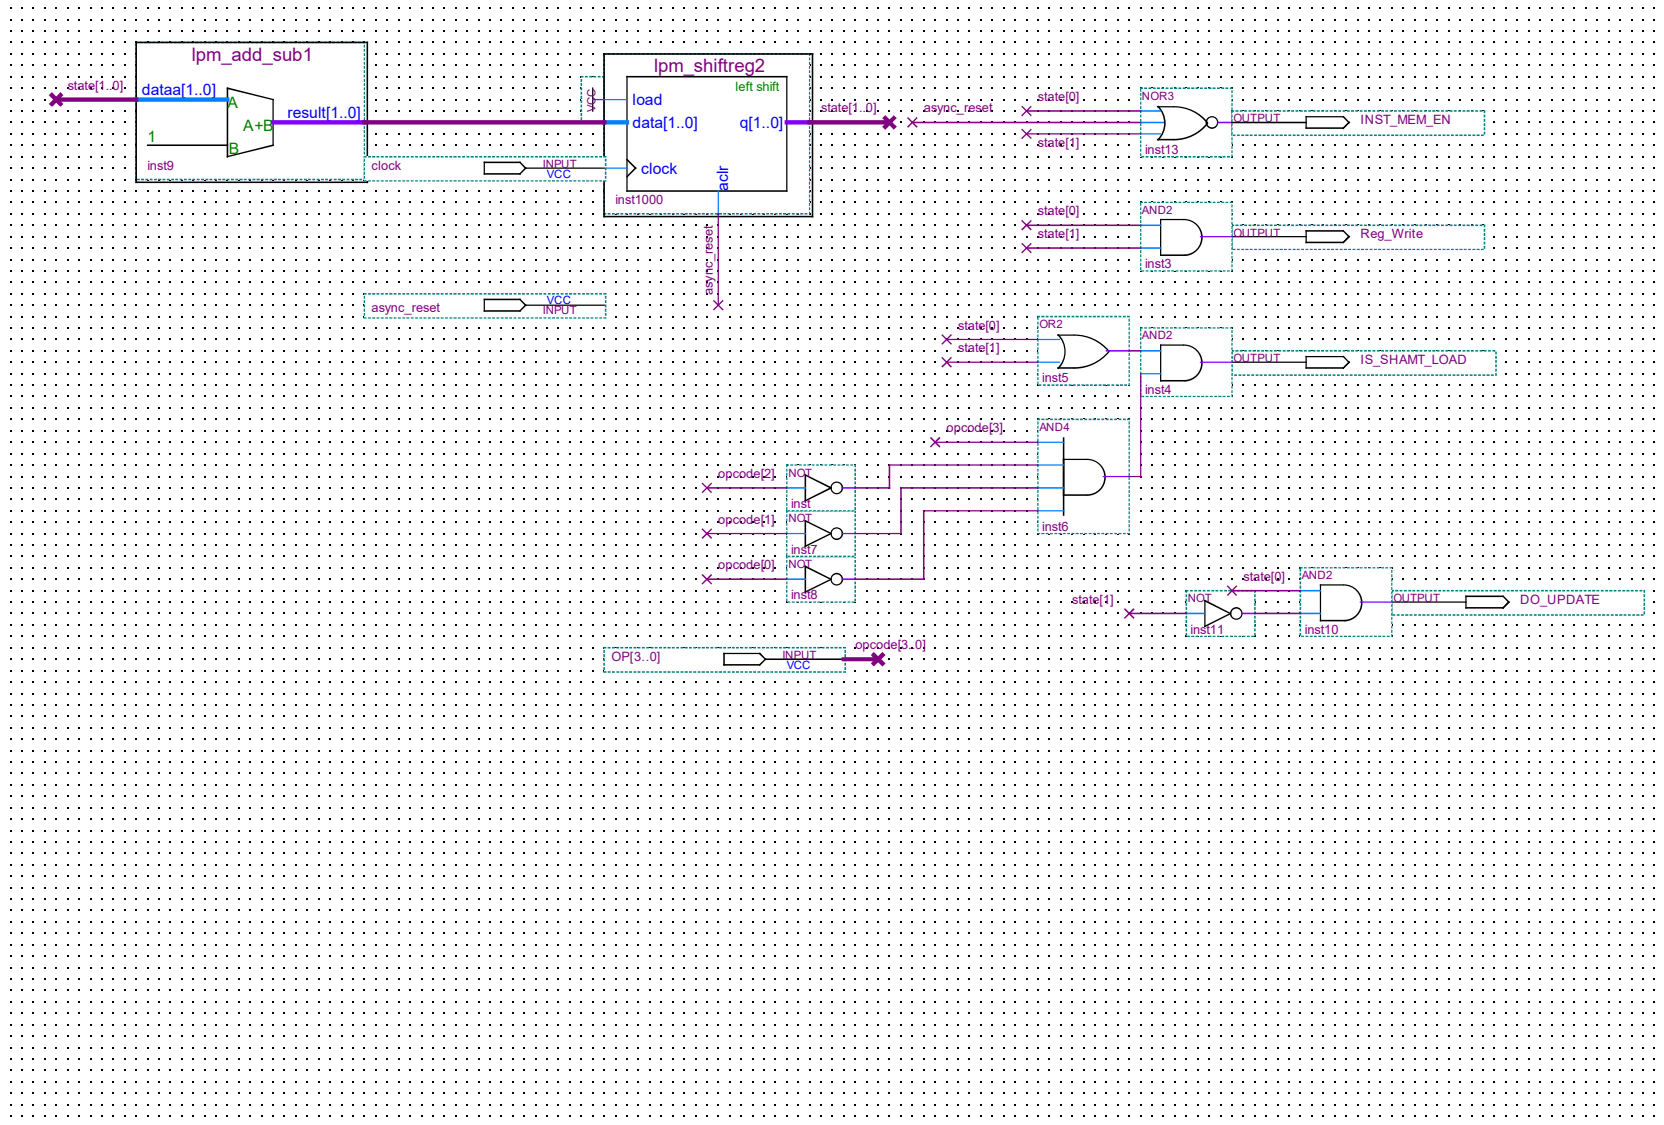 lpm_add_sub1
state[1..0]
dataa[1..0]
A
A+B
result[1..0]
1
B
inst9
lpm_shiftreg2
left shift
VCC
load
data[1..0]
q[1..0]
state[1..0]
clock
INPUT
VCC
clock
aclr
inst1000
async_reset
async_reset
VCC
INPUT
async_reset
state[0]
state[1]
NOR3
inst13
OUTPUT
INST_MEM_EN
state[0]
state[1]
AND2
inst3
OUTPUT
Reg_Write
state[0]
state[1]
OR2
inst5
AND2
inst4
OUTPUT
IS_SHAMT_LOAD
opcode[3]
AND4
inst6
opcode[2]
NOT
inst
opcode[1]
NOT
inst7
opcode[0]
NOT
inst8
state[0]
state[1]
NOT
inst11
AND2
inst10
OUTPUT
DO_UPDATE
OP[3..0]
INPUT
VCC
opcode[3..0]